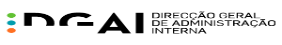 DGAI
DIRECÇÃO GERAL
DE ADMINISTRAÇÃO
INTERNA